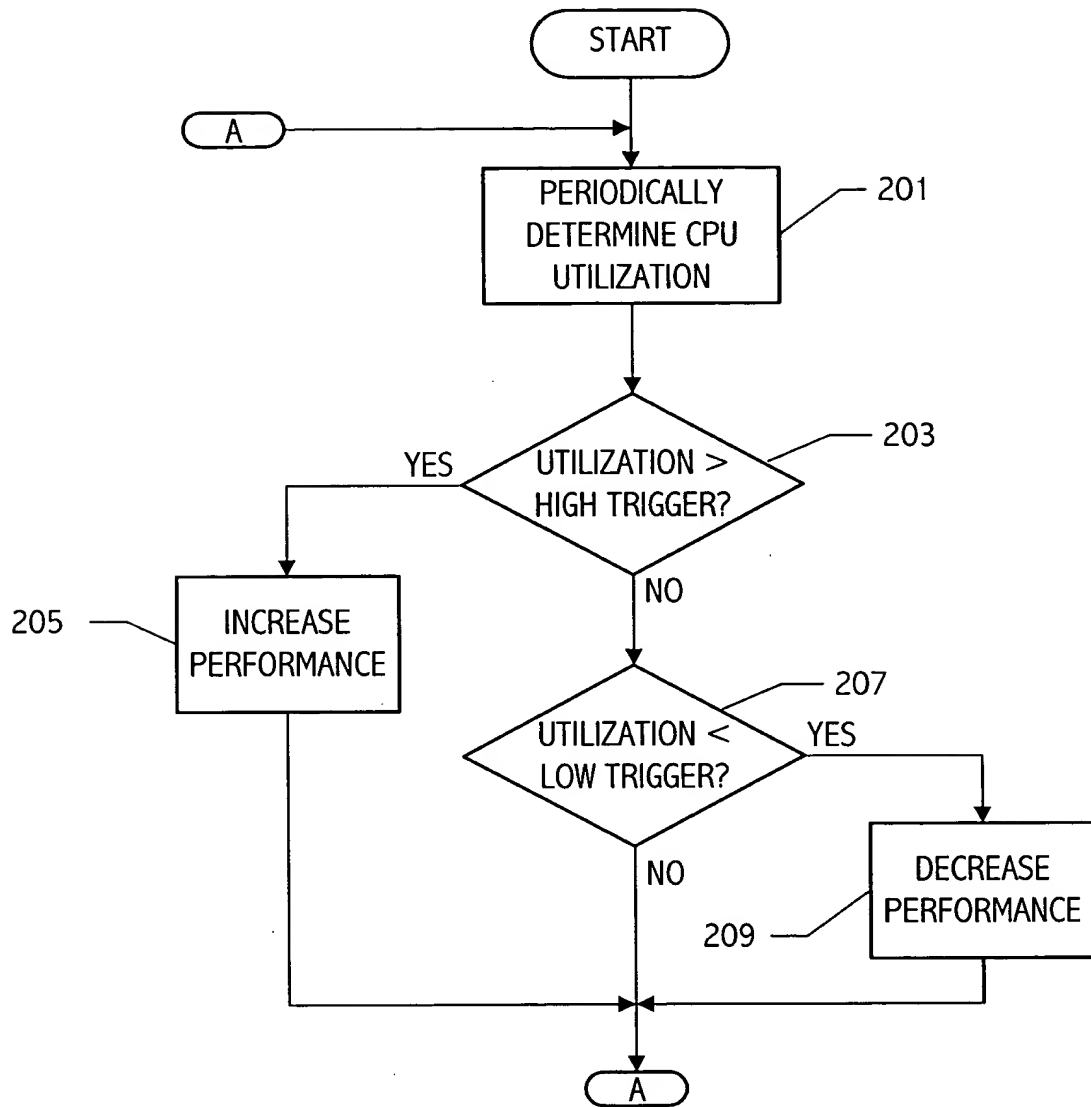 START
A
PERIODICALLY
DETERMINE CPU
UTILIZATION
201
UTILIZATION >
HIGH TRIGGER?
203
YES
NO
205
INCREASE
PERFORMANCE
UTILIZATION <
LOW TRIGGER?
207
YES
NO
DECREASE
PERFORMANCE
209
A